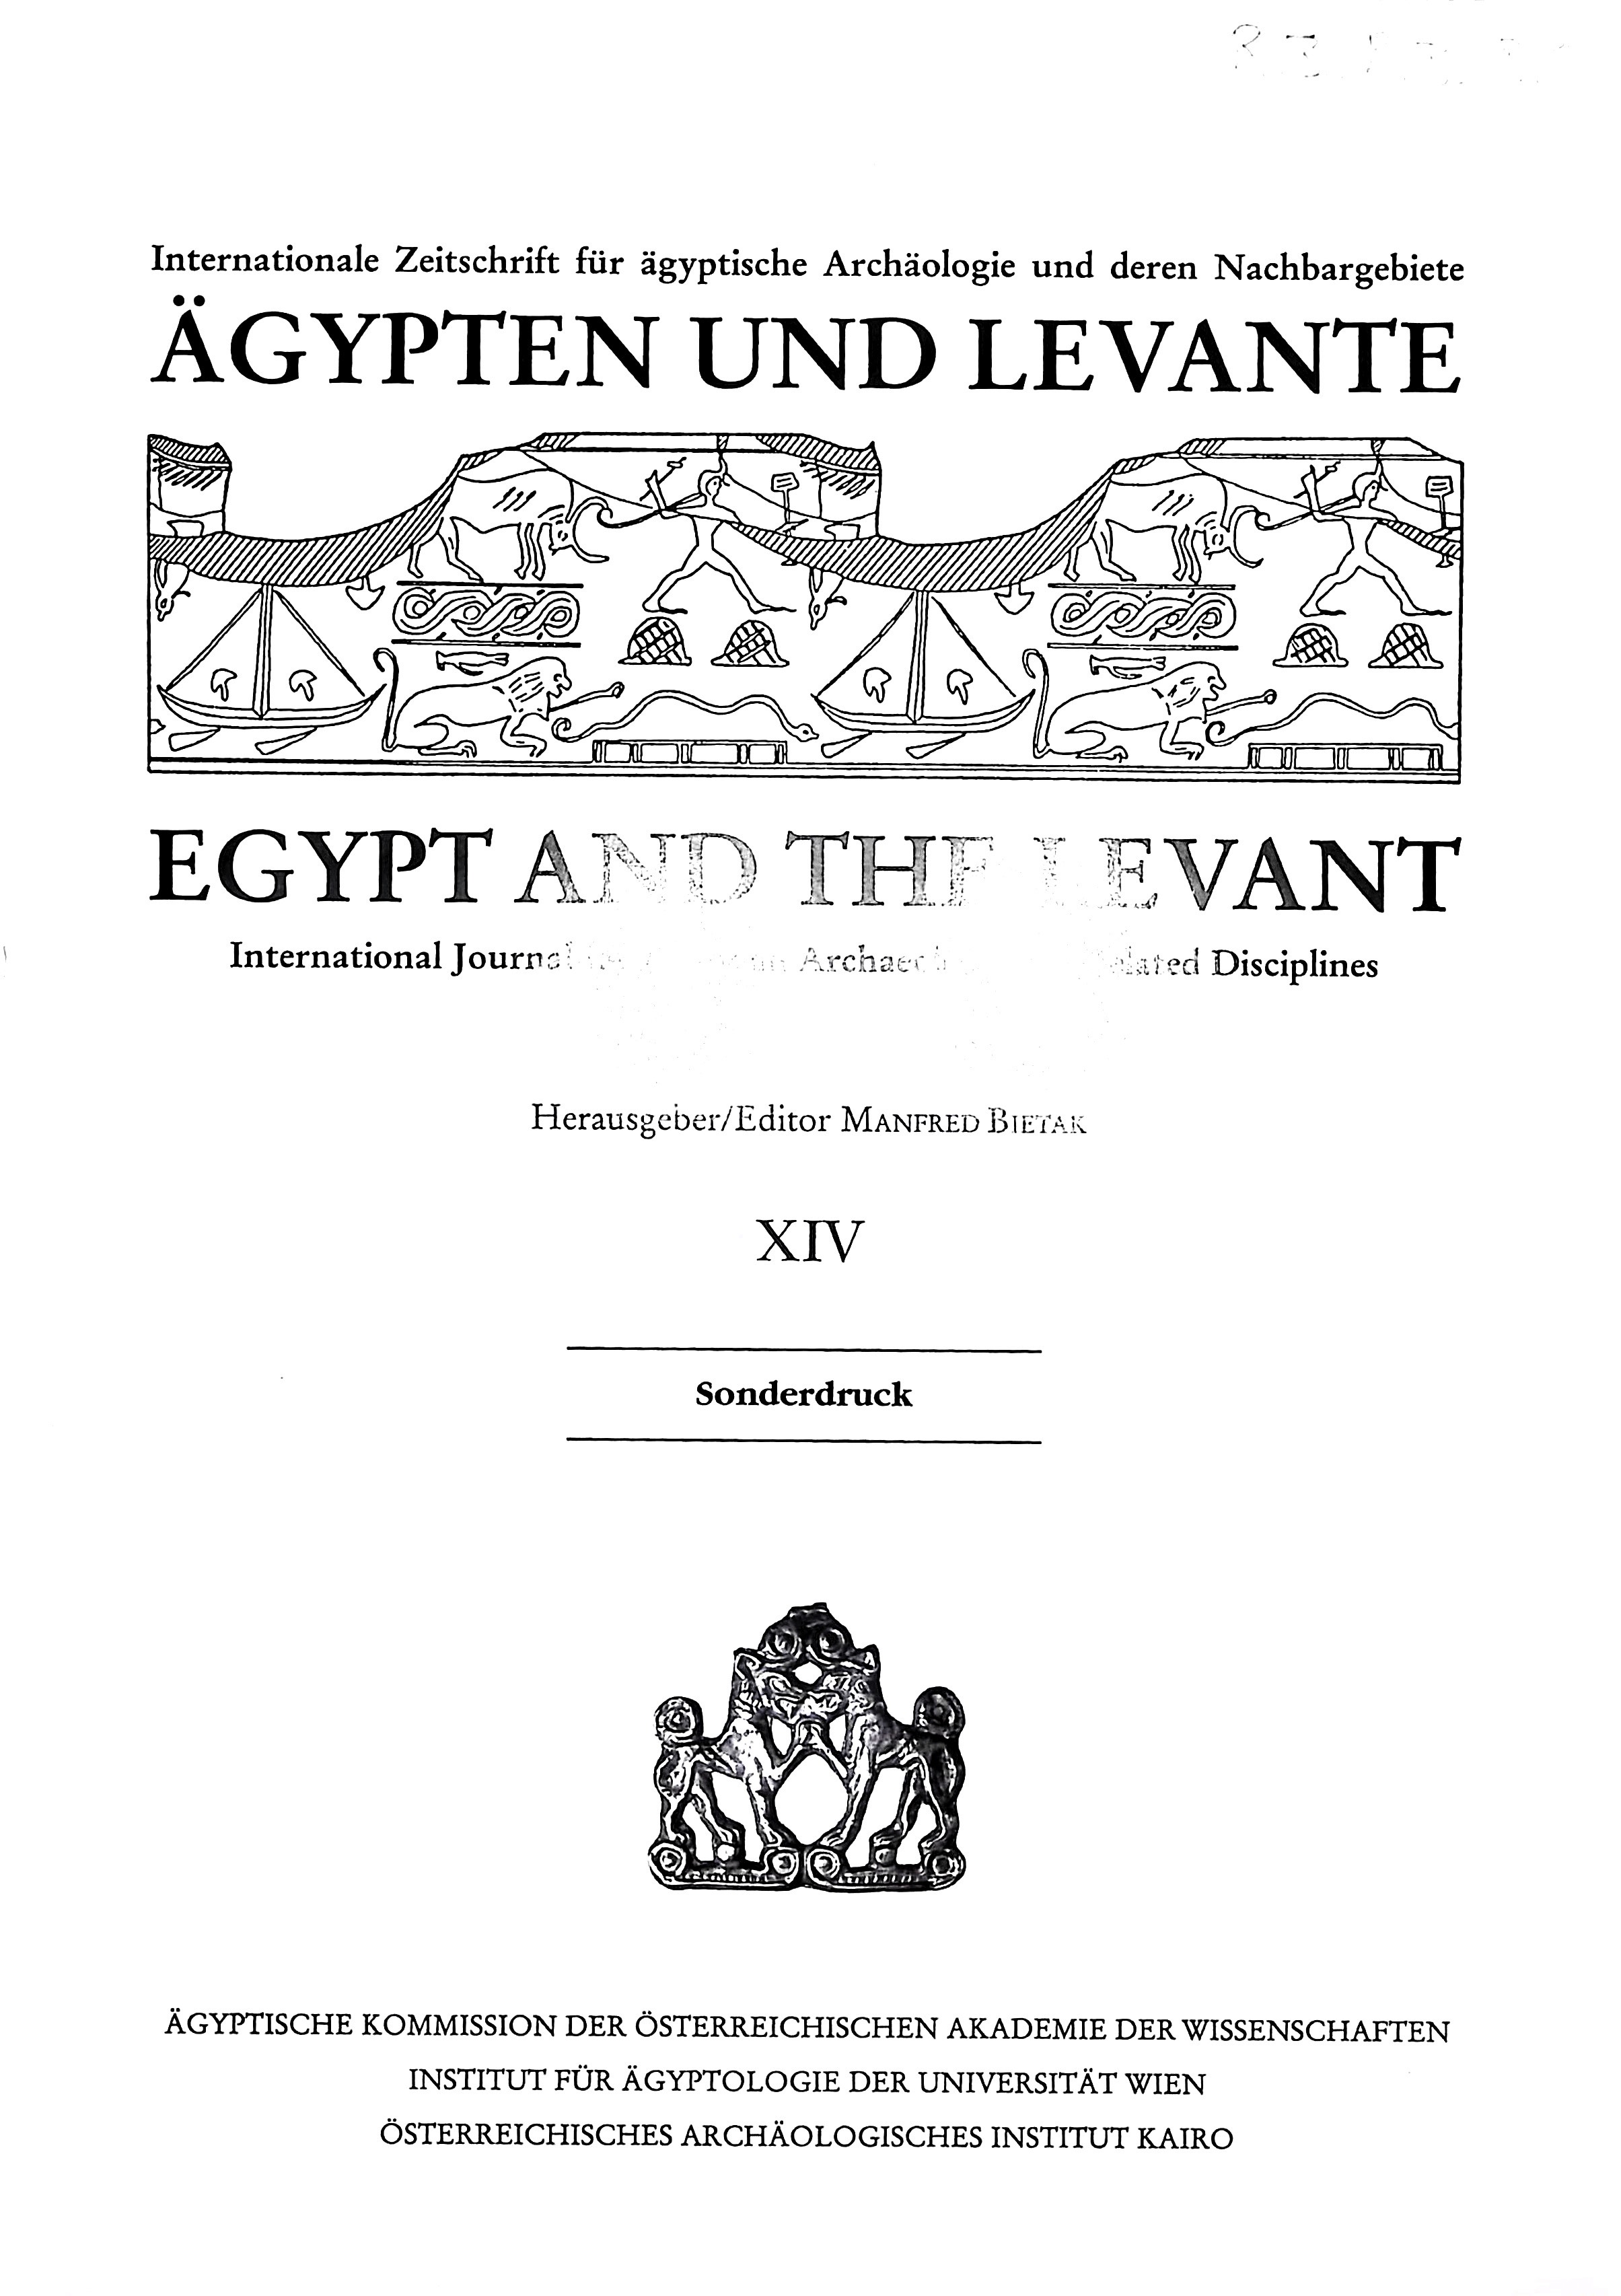 Internationale Zeitschrift für ägyptische Archäologie und deren Nachbargebiete
ÄGYPTEN UND LEVANTE
EGYPT AND THE LEVANT
International Journal Archaeo Related Disciplines
Herausgeber/Editor MANFRED BIETAK
XIV
Sonderdruck
ÄGYPTISCHE KOMMISSION DER ÖSTERREICHISCHEN AKADEMIE DER WISSENSCHAFTEN
INSTITUT FÜR ÄGYPTOLOGIE DER UNIVERSITÄT WIEN
ÖSTERREICHISCHES ARCHÄOLOGISCHES INSTITUT KAIRO